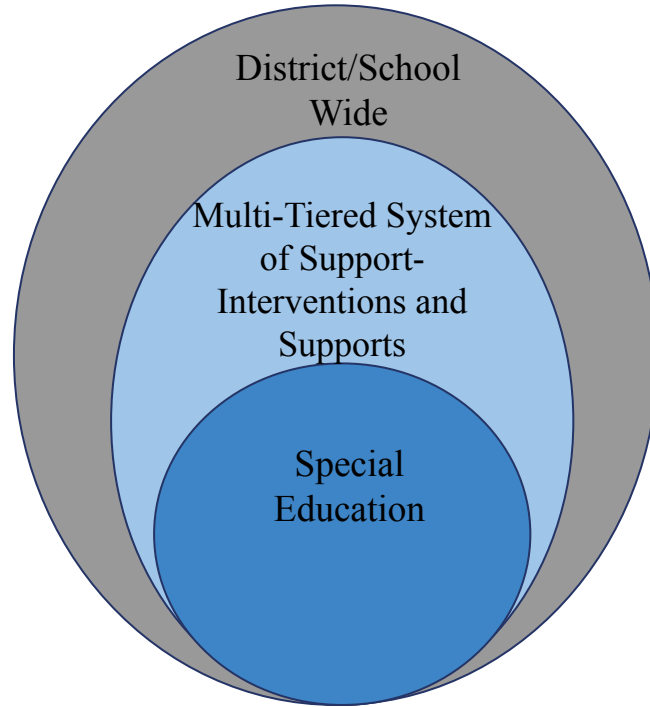 District/School
Wide
Multi-Tiered System
of Support-
Interventions and
Supports
Special
Education